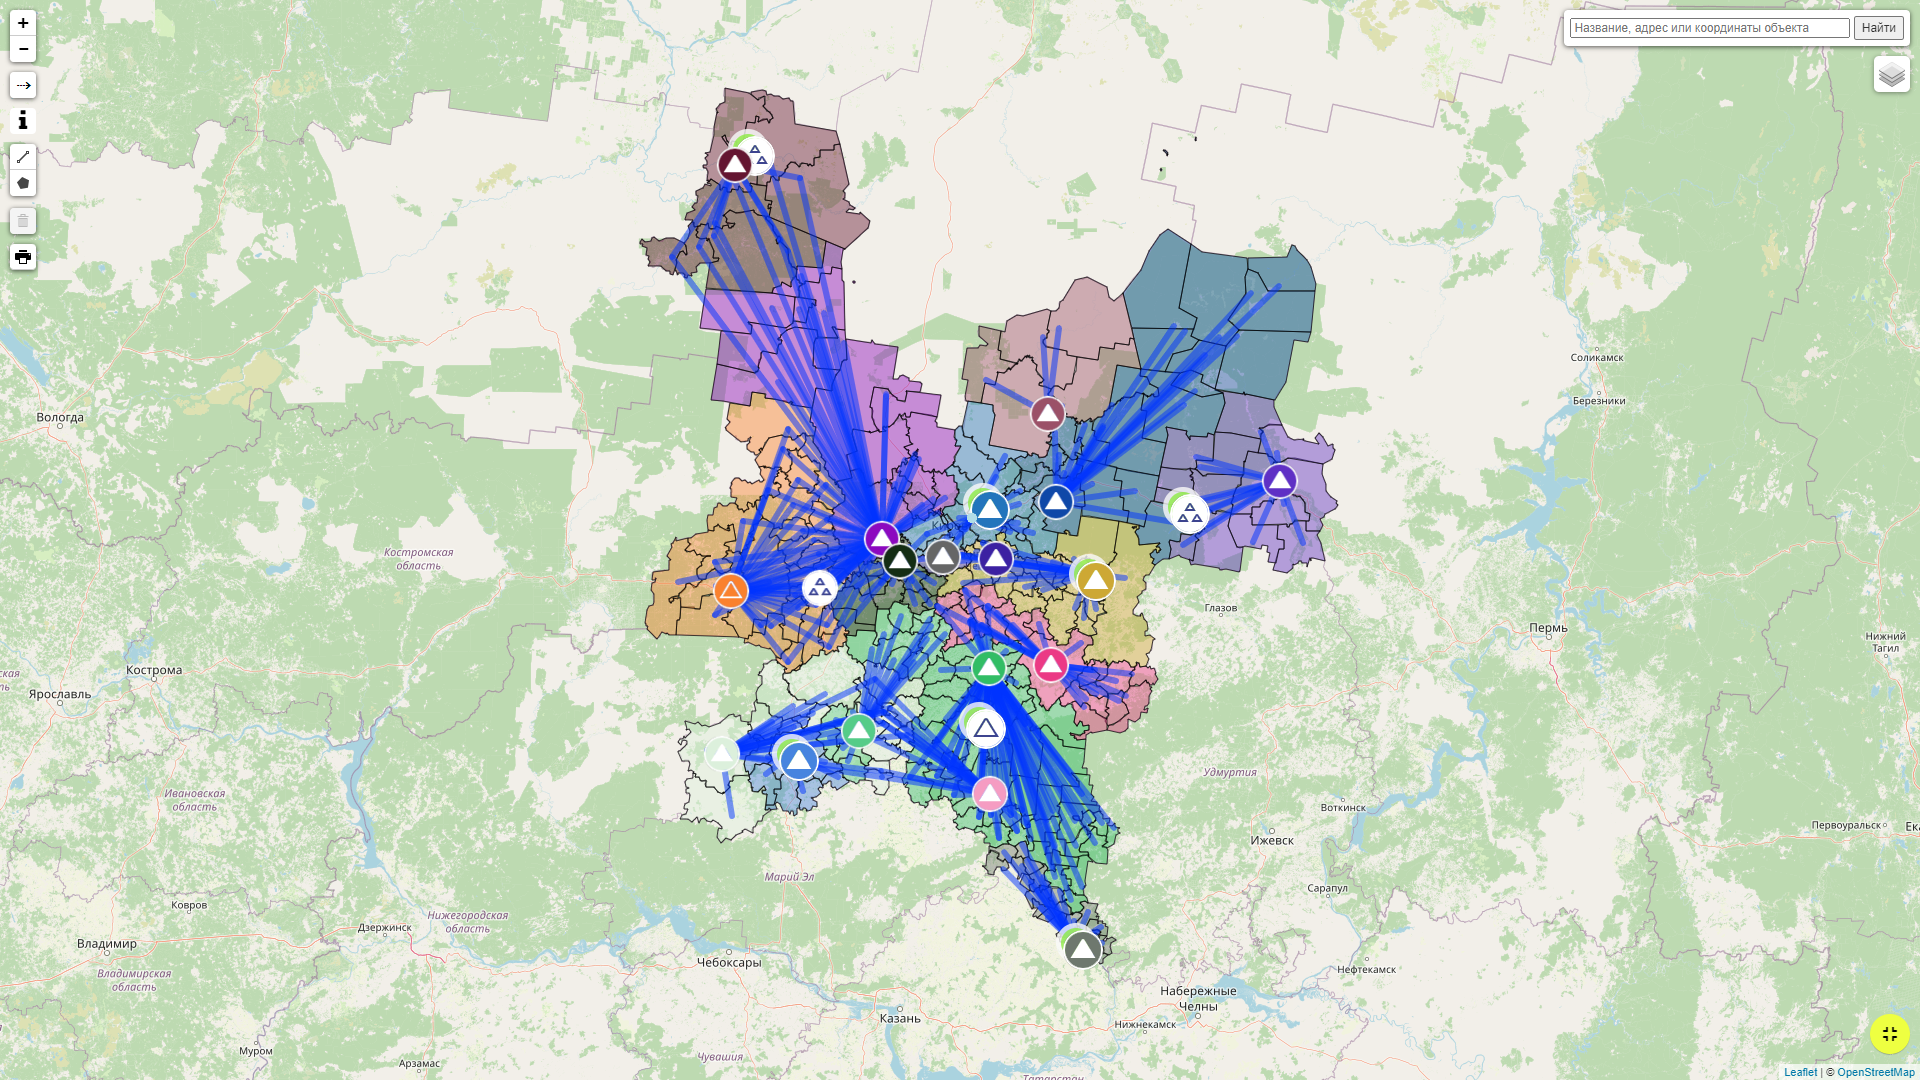 +
−
Название, адрес или координаты объекта
Найти
Соликамск
Березники
Вологда
Костромская
область
Глазов
Пермь
Нижний
Тагил
Кострома
Ярославль
Удмуртия
Ивановская
область
Воткинск
Первоуральск
Ижевск
Марий Эл
Сарапул
Ковров
Нижегородская
область
Дзержинск
Владимир
Чебоксары
Владимирская
область
Нефтекамск
Набережные
Челны
Казань
Нижнекамск
Муром
Чувашия
Арзамас
Leaflet | © OpenStreetMap